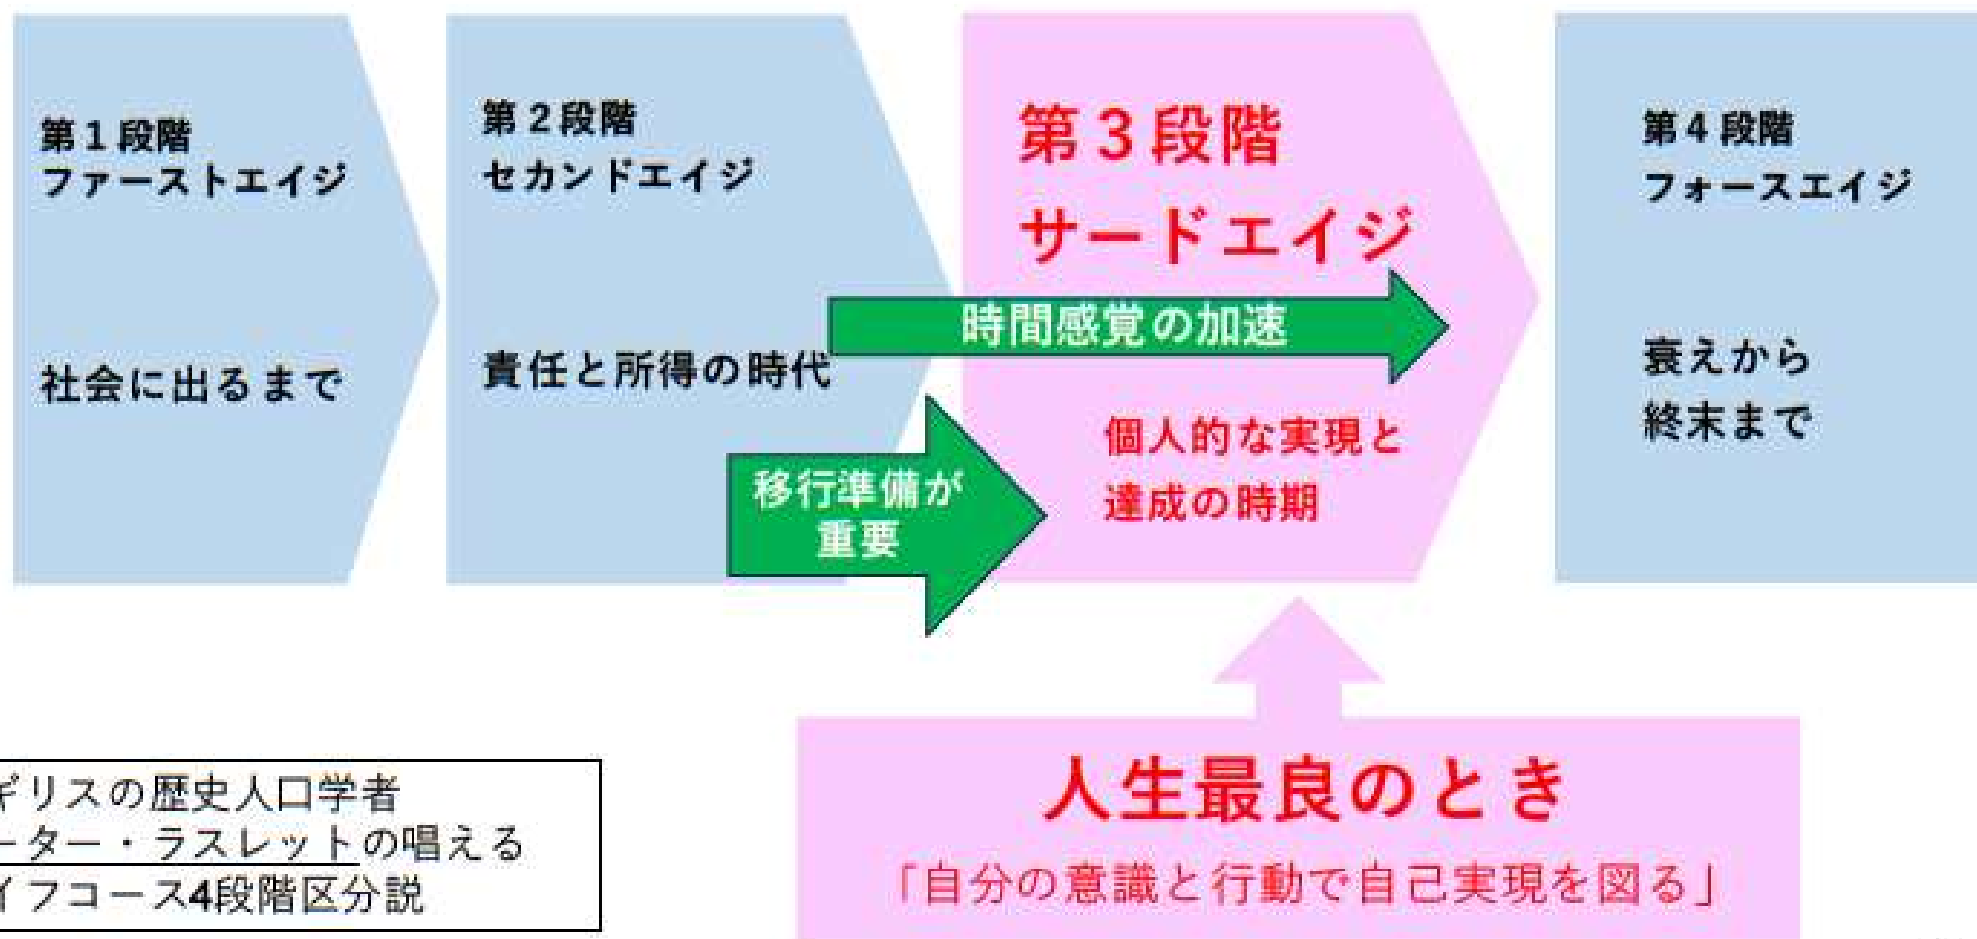 第１段階
ファーストエイジ
社会に出るまで
第２段階
セカンドエイジ
責任と所得の時代
第３段階
サードエイジ
時間感覚の加速
個人的な実現と
達成の時期
移行準備が
重要
第４段階
フォースエイジ
衰えから
終末まで
ギリスの歴史人口学者
ーター・ラスレットの唱える
イフコース4段階区分説
人生最良のとき
「自分の意識と行動で自己実現を図る」